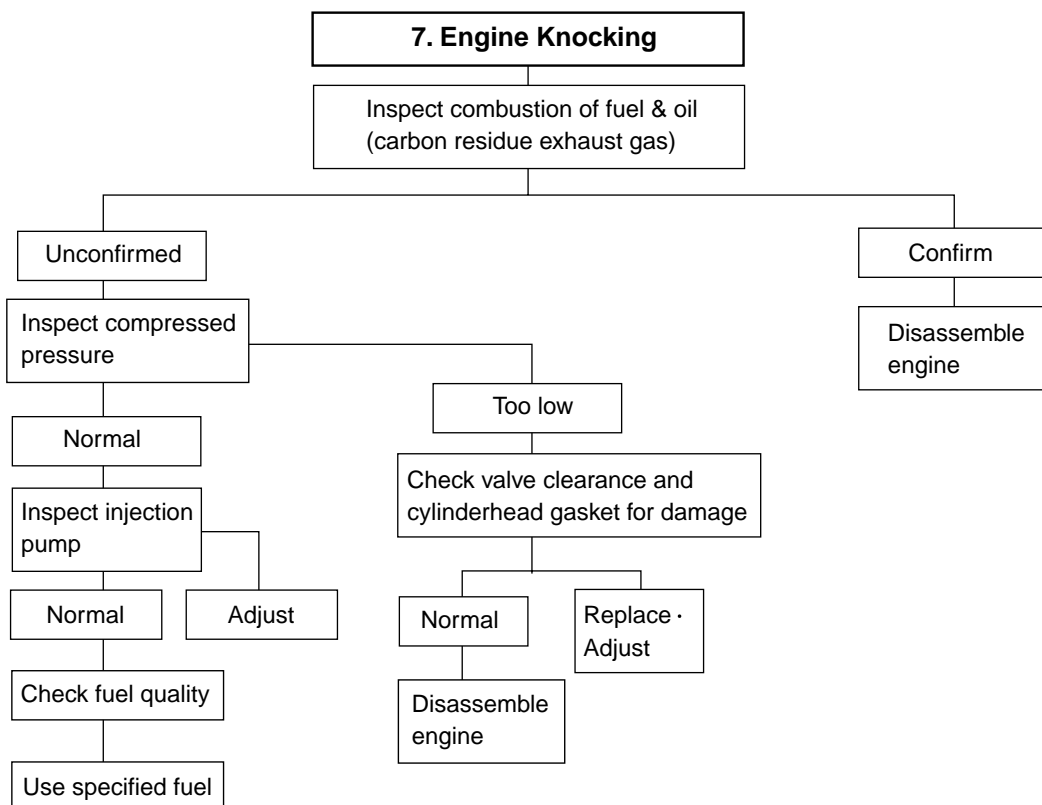 7. Engine Knocking
Inspect combustion of fuel & oil
(carbon residue exhaust gas)
Unconfirmed
Confirm
Inspect compressed
pressure
Disassemble
engine
Too low
Normal
Check valve clearance and
cylinderhead gasket for damage
Inspect injection
pump
Normal
Adjust
Normal
Replace ·
Adjust
Check fuel quality
Disassemble
engine
Use specified fuel